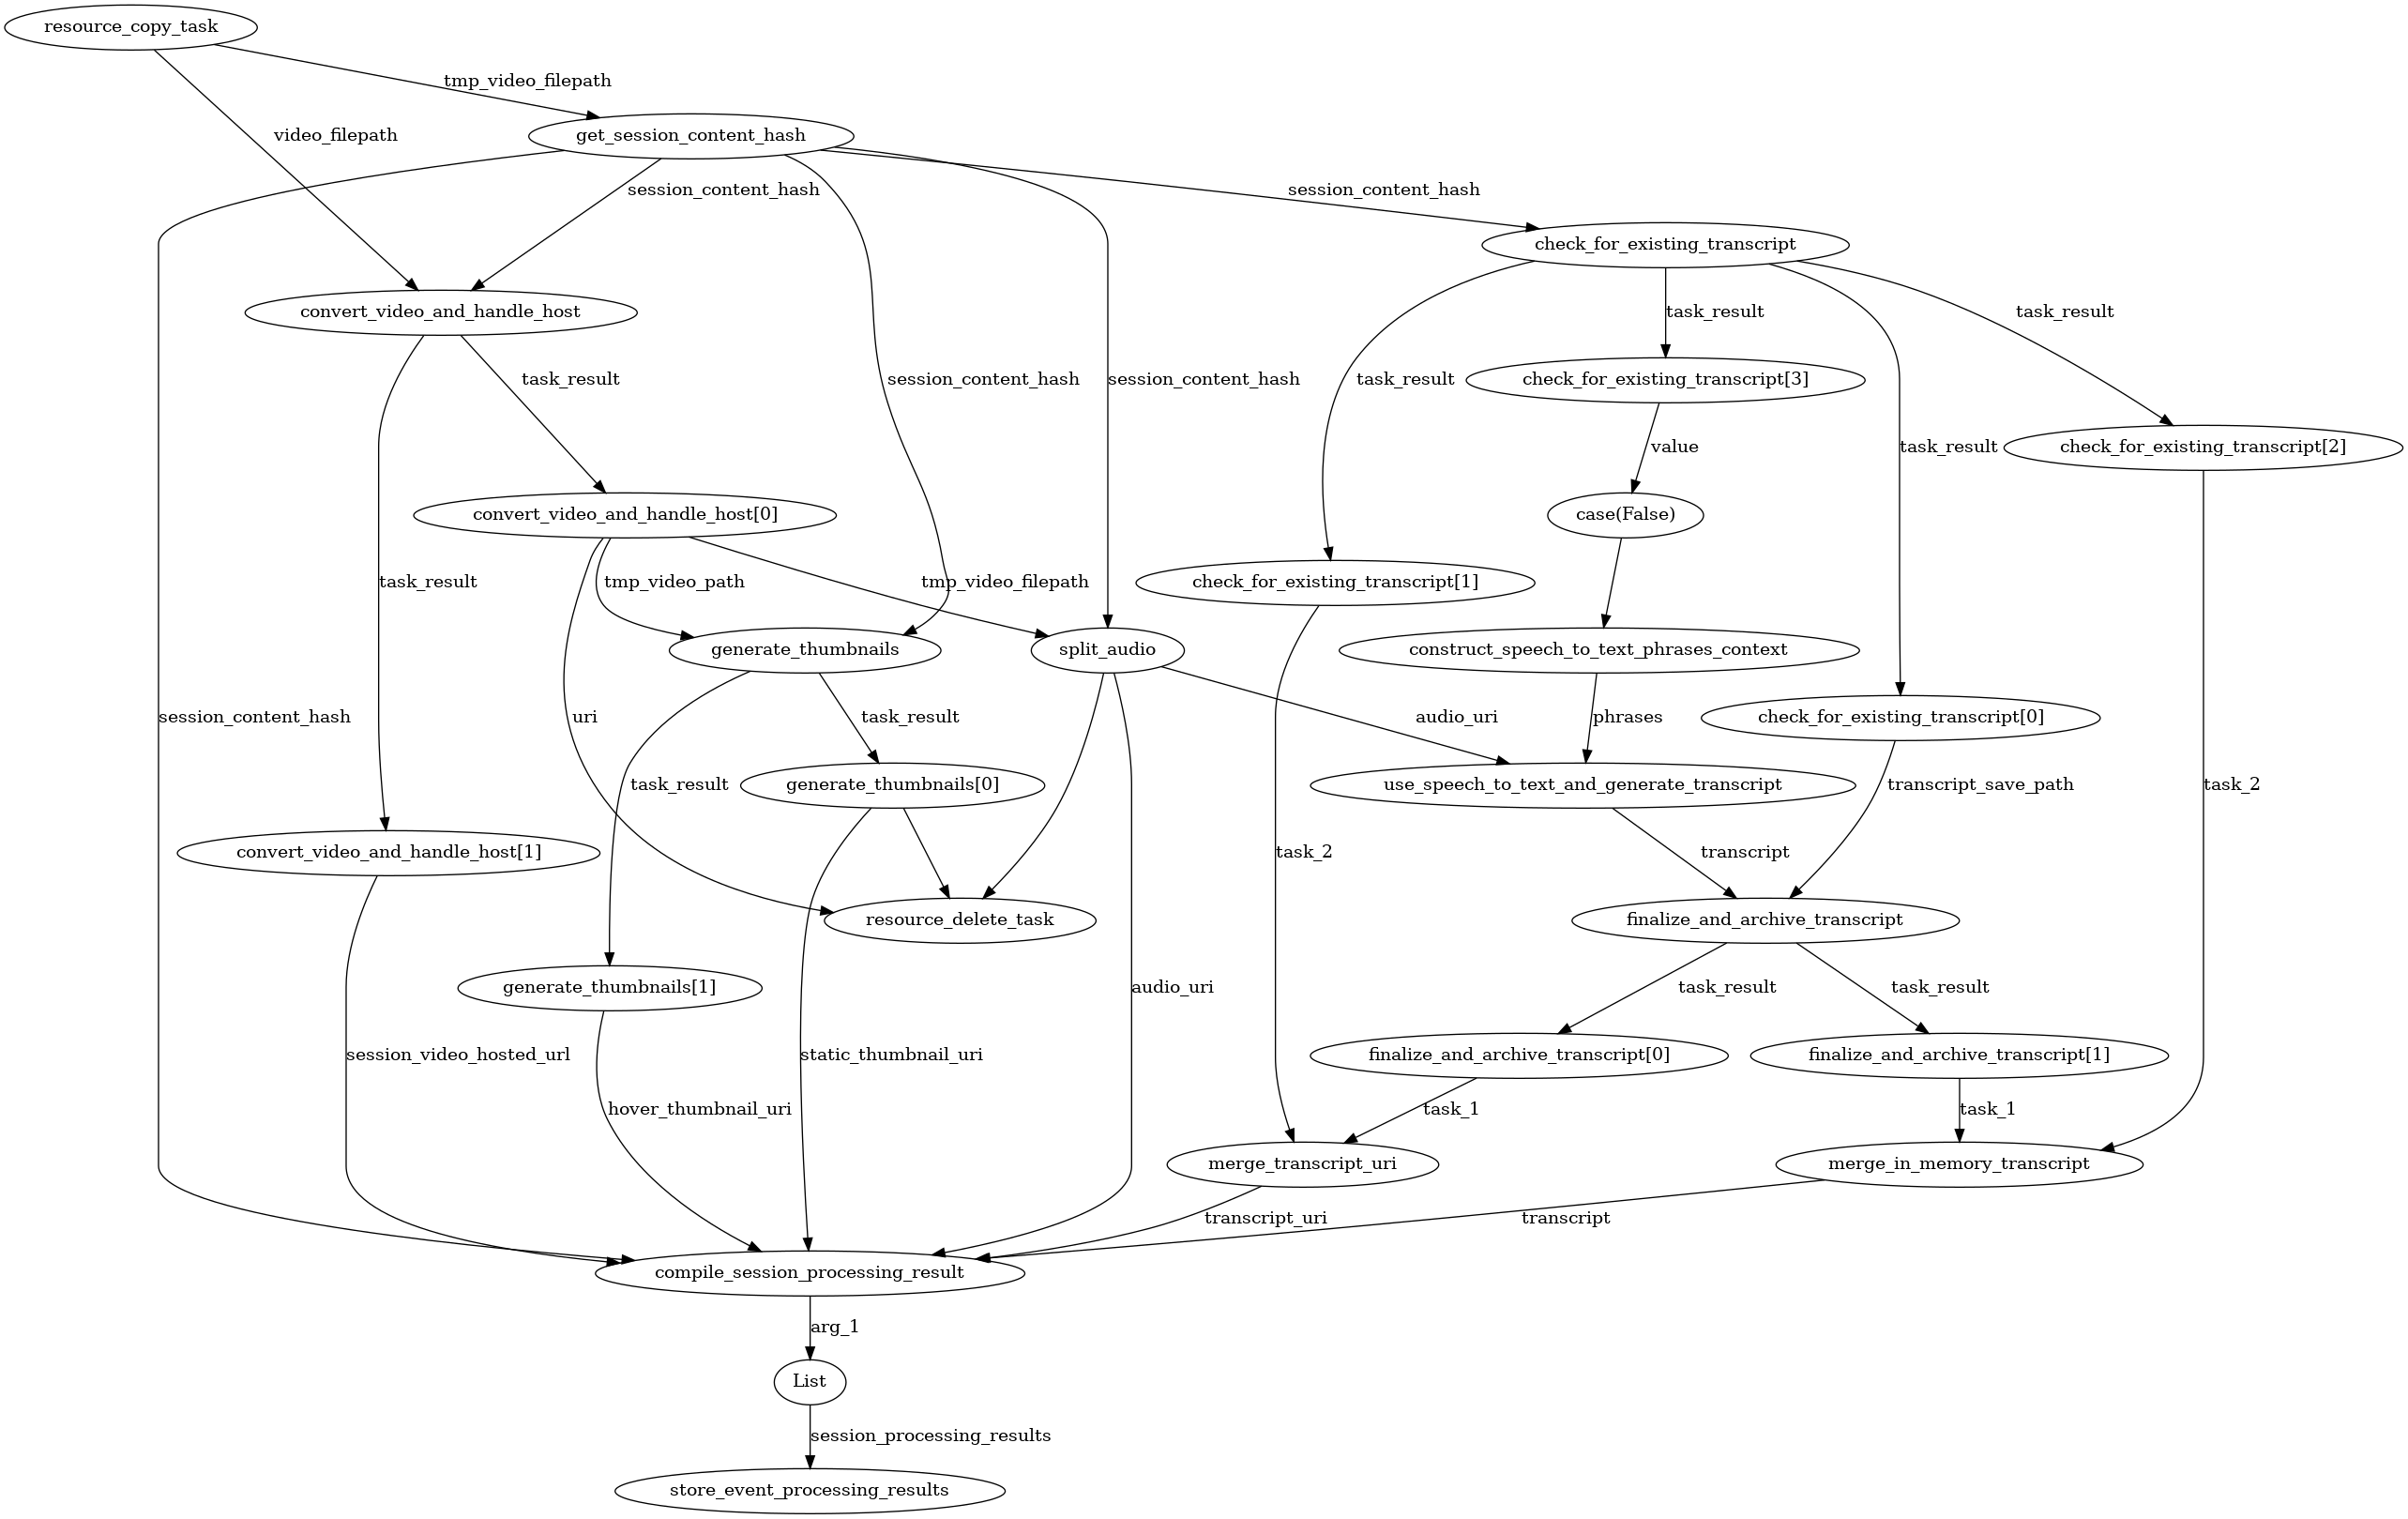 resource_copy_task
tmp_video_filepath
video_filepath
get_session_content_hash
session_content_hash
session_content_hash
check_for_existing_transcript
convert_video_and_handle_host
task_result
task_result
task_result
session_content_hash
session_content_hash
task_result
check_for_existing_transcript[3]
value
task_result
check_for_existing_transcript[2]
convert_video_and_handle_host[0]
case(False)
task_result
tmp_video_path
tmp_video_filepath
check_for_existing_transcript[1]
generate_thumbnails
split_audio
construct_speech_to_text_phrases_context
session_content_hash
uri
task_result
audio_uri
phrases
check_for_existing_transcript[0]
task_result
generate_thumbnails[0]
use_speech_to_text_and_generate_transcript
transcript_save_path
task_2
convert_video_and_handle_host[1]
task_2
transcript
resource_delete_task
finalize_and_archive_transcript
generate_thumbnails[1]
audio_uri
task_result
task_result
session_video_hosted_url
static_thumbnail_uri
finalize_and_archive_transcript[0]
finalize_and_archive_transcript[1]
hover_thumbnail_uri
task_1
task_1
merge_transcript_uri
merge_in_memory_transcript
transcript_uri
transcript
compile_session_processing_result
arg_1
List
session_processing_results
store_event_processing_results